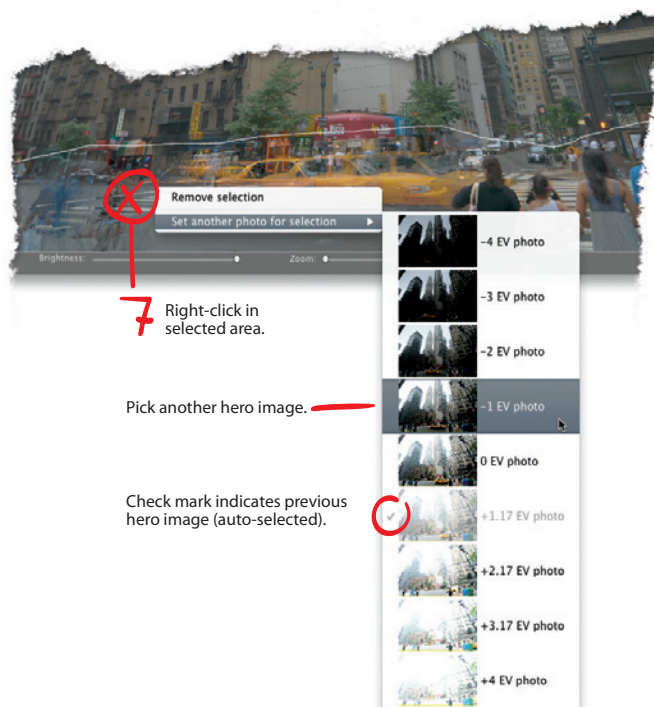 Remove selection
Set another photo for selection
Brightness:
Zoom:
7
Right-click in
selected area.
-4 EV photo
-3 EV photo
-2 EV photo
Pick another hero image.
-1 EV photo
0 EV photo
Check mark indicates previous
hero image (auto-selected).
+1.17 EV photo
+2.17 EV photo
+3.17 EV photo
+4 EV photo